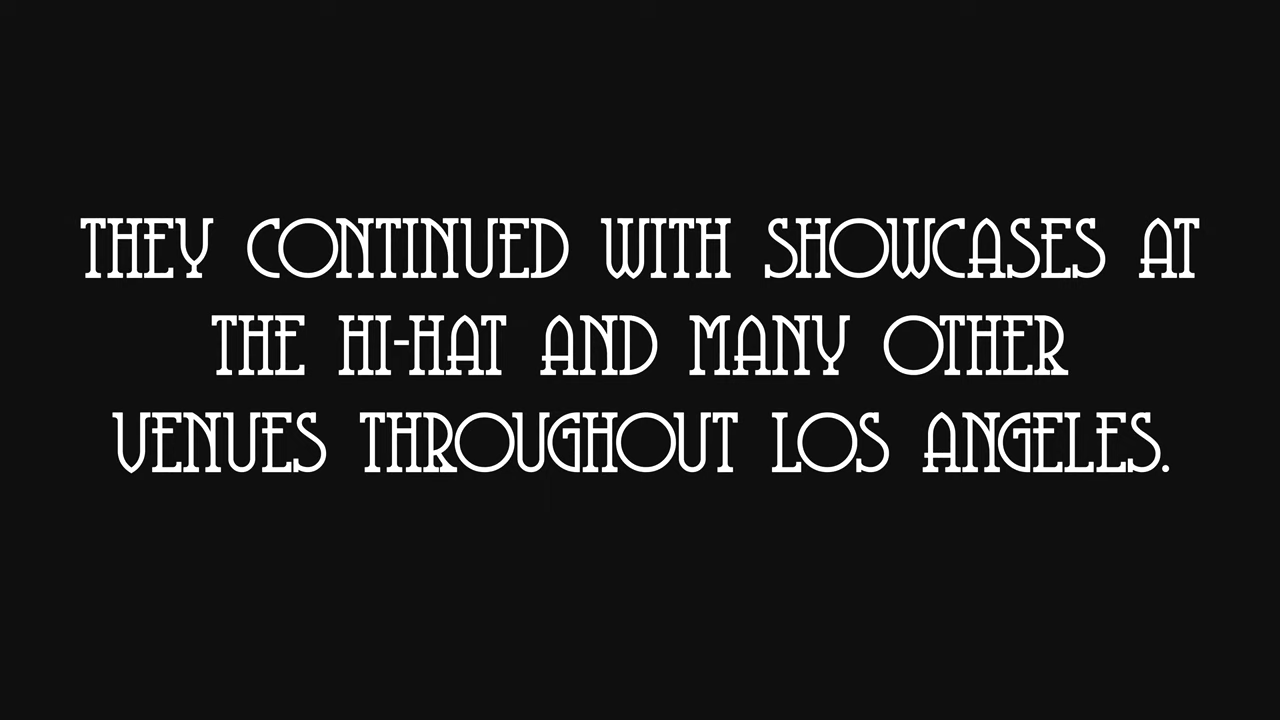 THEY CONTINUED WITH SHOWCASES AT
THE HI-HAT AND MANY OTHER
VENUES THROUGHOUT LOS ANGELES.